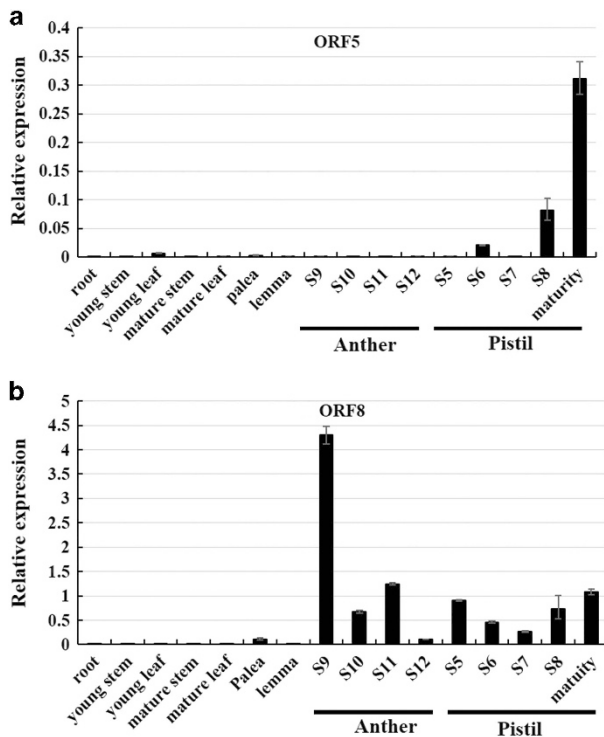 a
ORF5
Relative expression
0.4
0.35
0.3
0.25
0.2
0.15
0.1
0.05
0
root
young stem
young leaf
mature stem
mature leaf
palea
lemma
S9
S10
S11
S12
S5
S6
S7
S8
maturity
Anther
Pistil
b
ORF8
Relative expression
5
4.5
4
3.5
3
2.5
2
1.5
1
0.5
0
root
young stem
young leaf
mature stem
mature leaf
Palea
lemma
S9
S10
S11
S12
S5
S6
S7
S8
matuity
Anther
Pistil